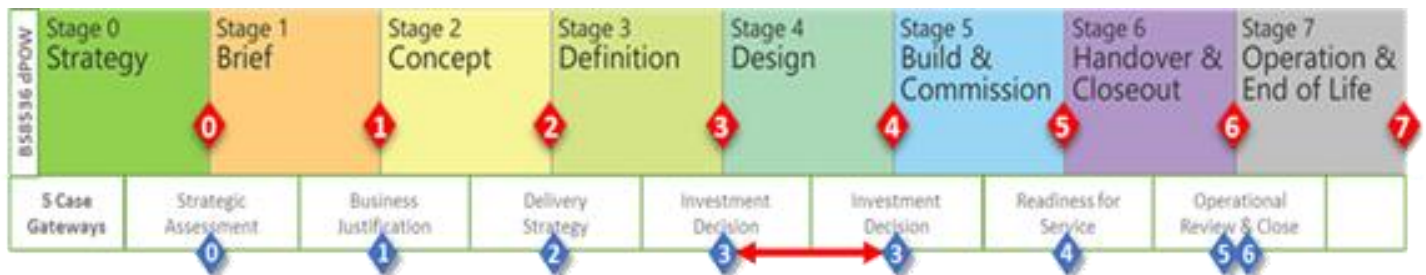 BS8536 dPOW
Stage 0
Strategy
Stage 1
Brief
Stage 2
Concept
Stage 3
Definition
Stage 4
Design
Stage 5
Build &
Commission
Stage 6
Handover &
Closeout
Stage 7
Operation &
End of Life
0 1 2 3 4 5 6 7
5 Case
Gateways
Strategic
Assessment
Business
Justification
Delivery
Strategy
Investment
Decision
Investment
Decision
Readiness for
Service
Operational
Review & Close
0 1 2 3 3 4 5 6